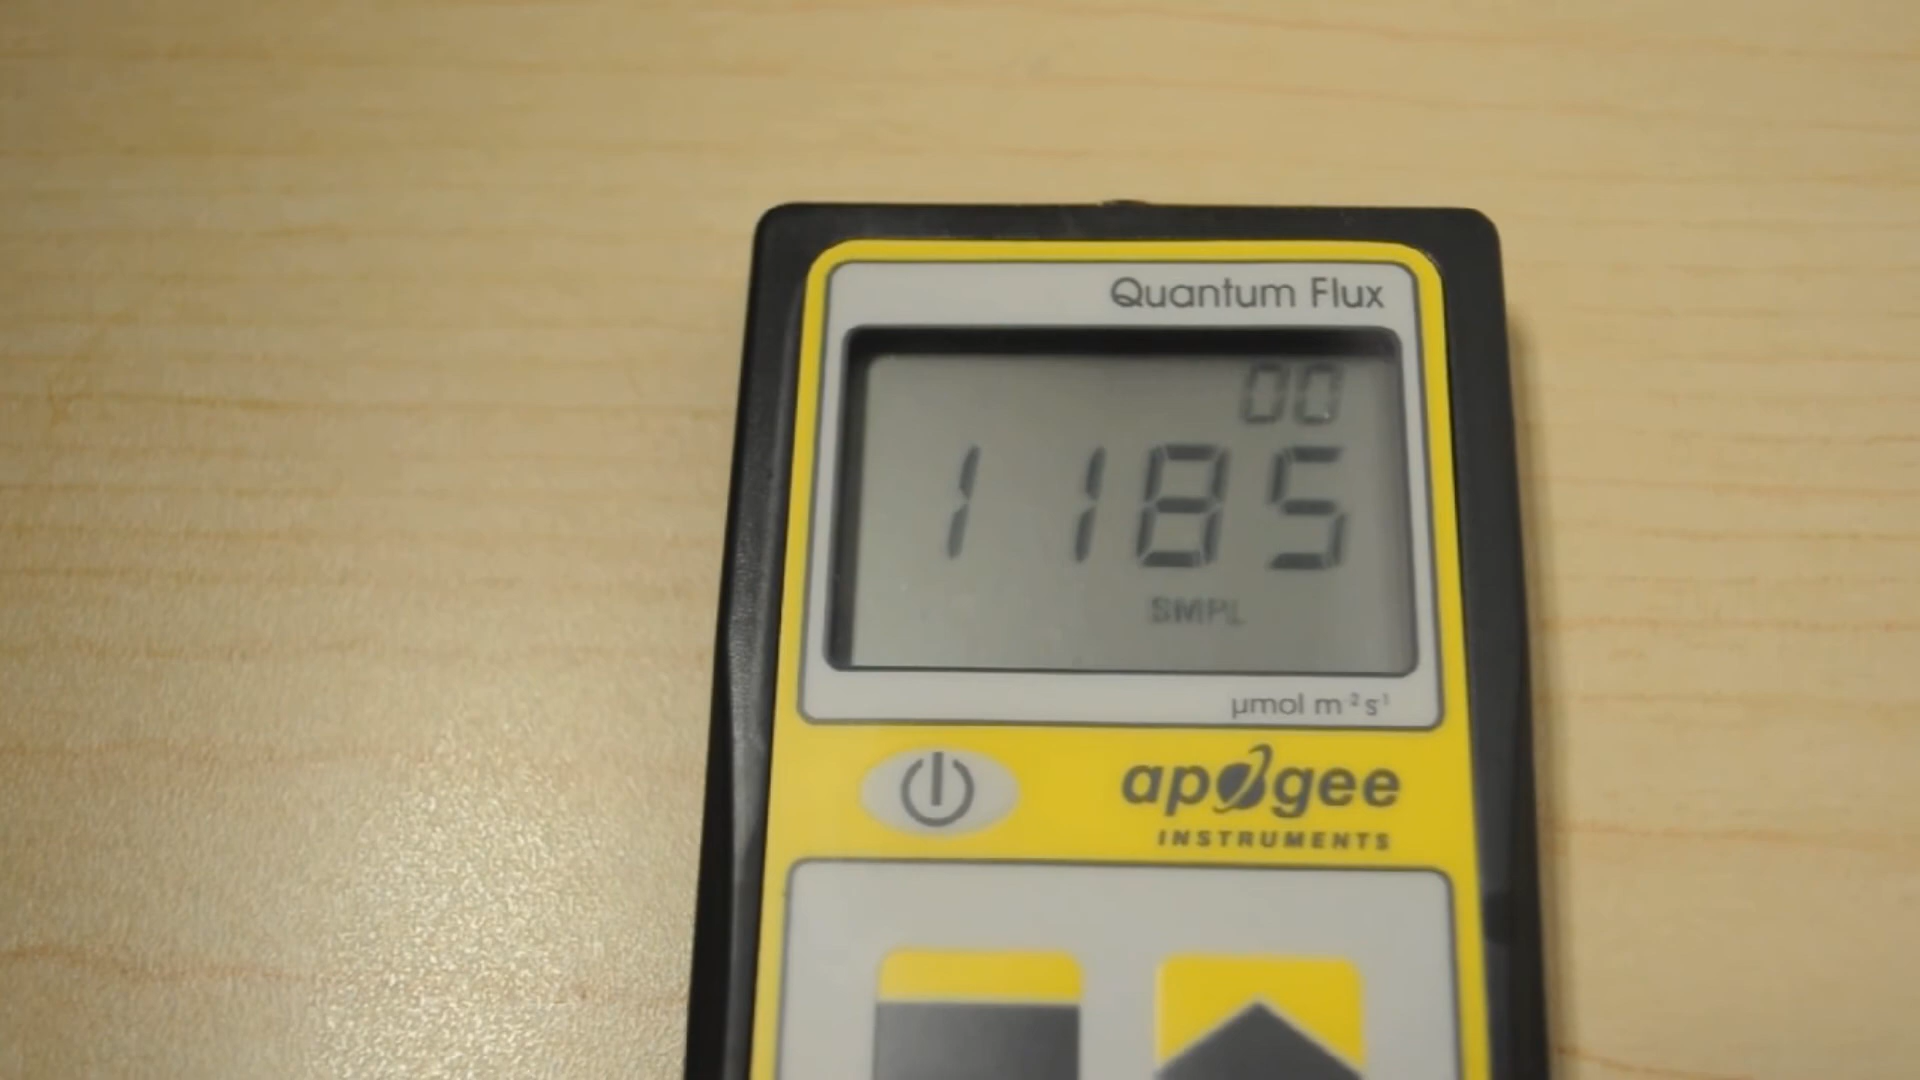 Quantum Flux
00
1185
SMPL
µmol m⁻² s⁻¹
apogee
INSTRUMENTS